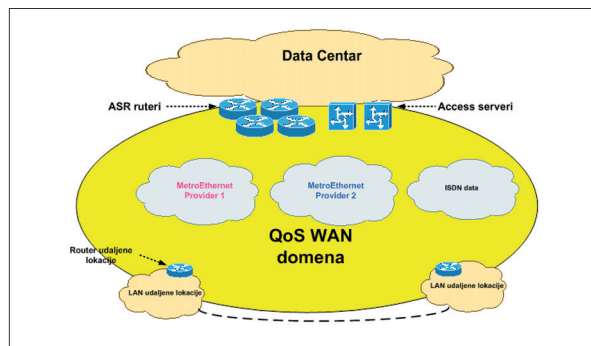 Data Centar
ASR ruteri
Access serveri
MetroEthernet
Provider 1
MetroEthernet
Provider 2
ISDN data
QoS WAN
domena
Router udaljene
lokacije
LAN udaljene lokacije
LAN udaljene lokacije